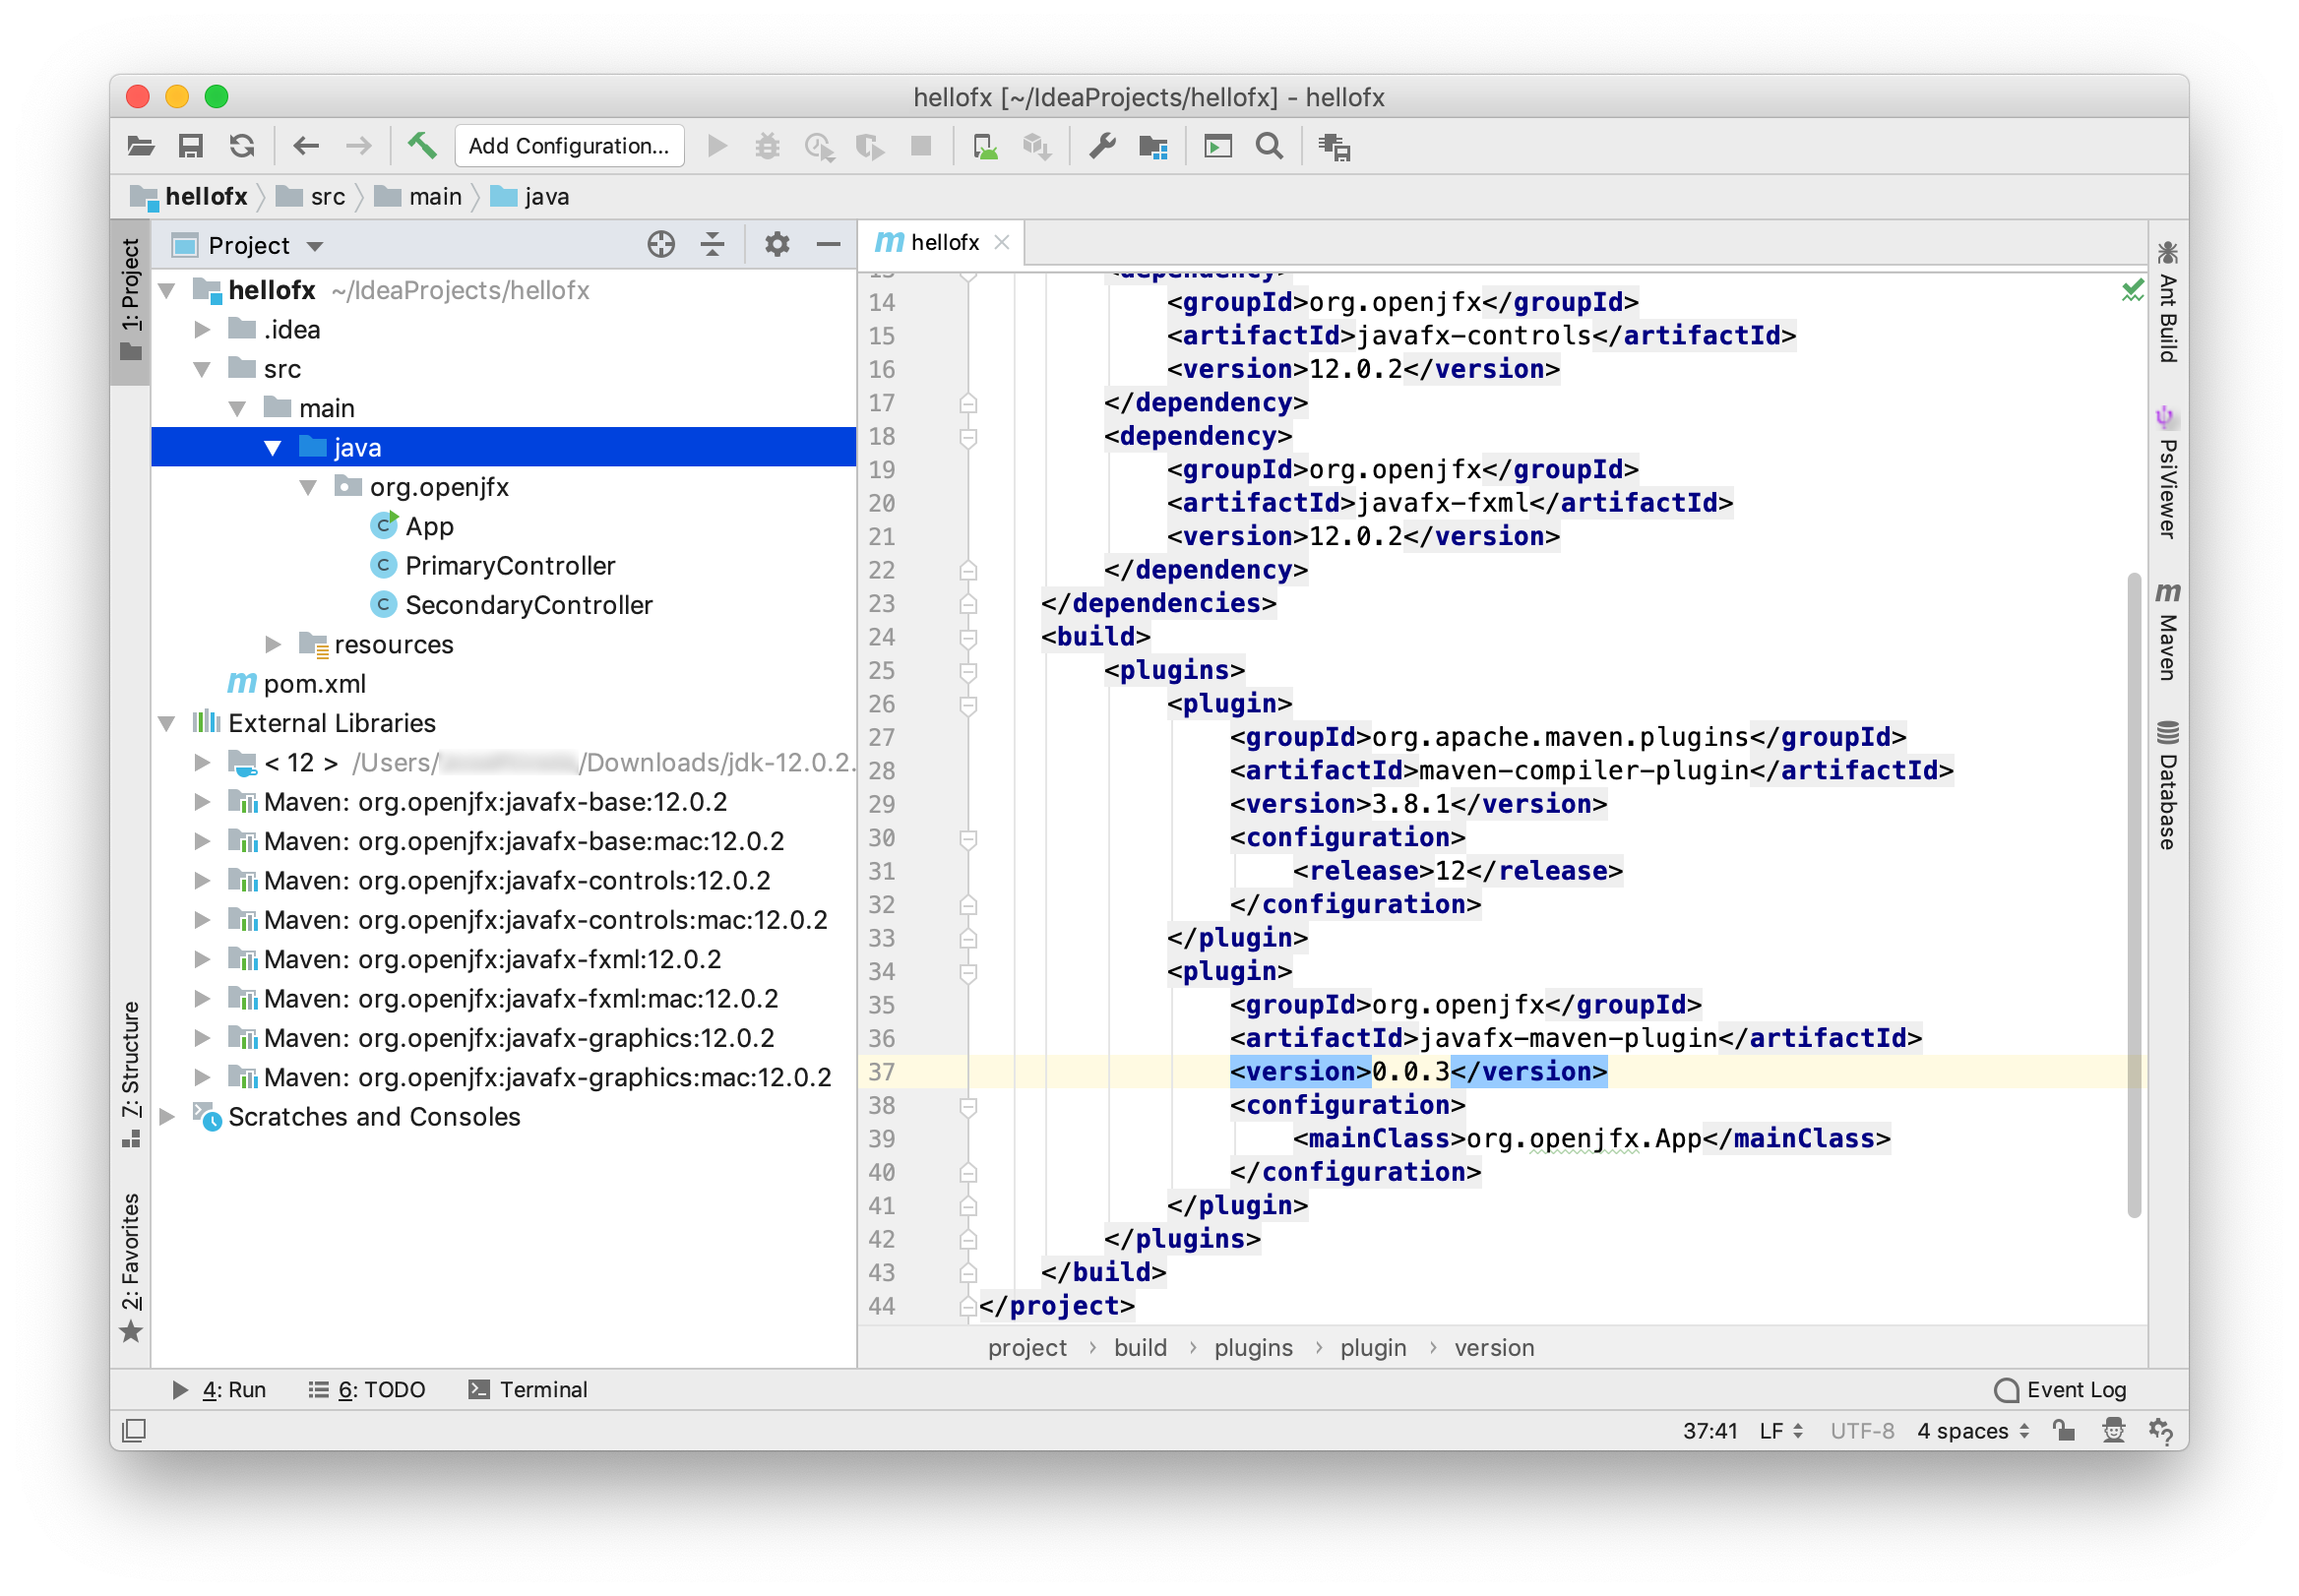 hellofx [~/IdeaProjects/hellofx] - hellofx
Add Configuration...
hellofx src main java
1: Project
7: Structure
2: Favorites
Project
hellofx ~/IdeaProjects/hellofx
.idea
src
main
java
org.openjfx
App
PrimaryController
SecondaryController
resources
pom.xml
External Libraries
< 12 > /Users/ /Downloads/jdk-12.0.2.
Maven: org.openjfx:javafx-base:12.0.2
Maven: org.openjfx:javafx-base:mac:12.0.2
Maven: org.openjfx:javafx-controls:12.0.2
Maven: org.openjfx:javafx-controls:mac:12.0.2
Maven: org.openjfx:javafx-fxml:12.0.2
Maven: org.openjfx:javafx-fxml:mac:12.0.2
Maven: org.openjfx:javafx-graphics:12.0.2
Maven: org.openjfx:javafx-graphics:mac:12.0.2
Scratches and Consoles
m hellofx
13 <dependency>
14 <groupId>org.openjfx</groupId>
15 <artifactId>javafx-controls</artifactId>
16 <version>12.0.2</version>
17 </dependency>
18 <dependency>
19 <groupId>org.openjfx</groupId>
20 <artifactId>javafx-fxml</artifactId>
21 <version>12.0.2</version>
22 </dependency>
23 </dependencies>
24 <build>
25 <plugins>
26 <plugin>
27 <groupId>org.apache.maven.plugins</groupId>
28 <artifactId>maven-compiler-plugin</artifactId>
29 <version>3.8.1</version>
30 <configuration>
31 <release>12</release>
32 </configuration>
33 </plugin>
34 <plugin>
35 <groupId>org.openjfx</groupId>
36 <artifactId>javafx-maven-plugin</artifactId>
37 <version>0.0.3</version>
38 <configuration>
39 <mainClass>org.openjfx.App</mainClass>
40 </configuration>
41 </plugin>
42 </plugins>
43 </build>
44 </project>
project › build › plugins › plugin › version
Ant Build
PsiViewer
m Maven
Database
4: Run 6: TODO Terminal Event Log
37:41 LF UTF-8 4 spaces